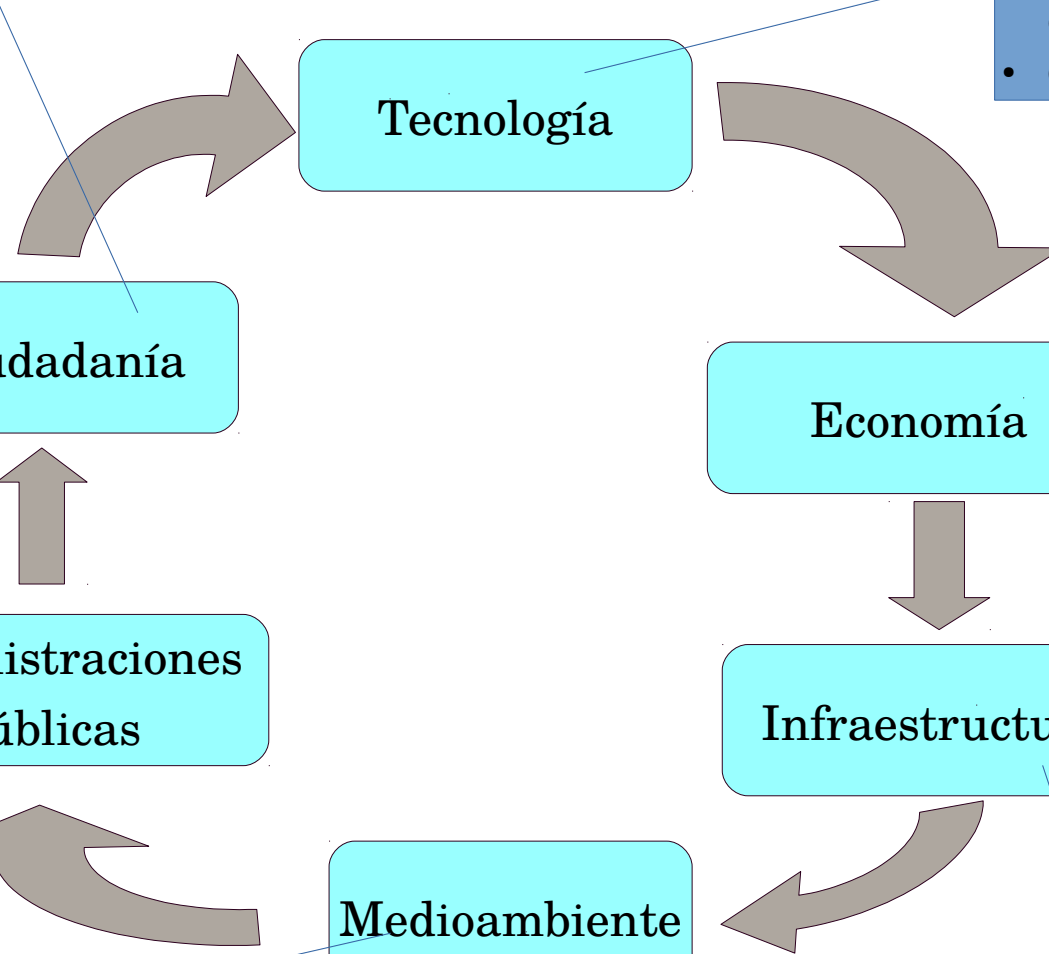 Tecnología
udadanía
Economía
istraciones
úblicas
Infraestructu
Medioambiente